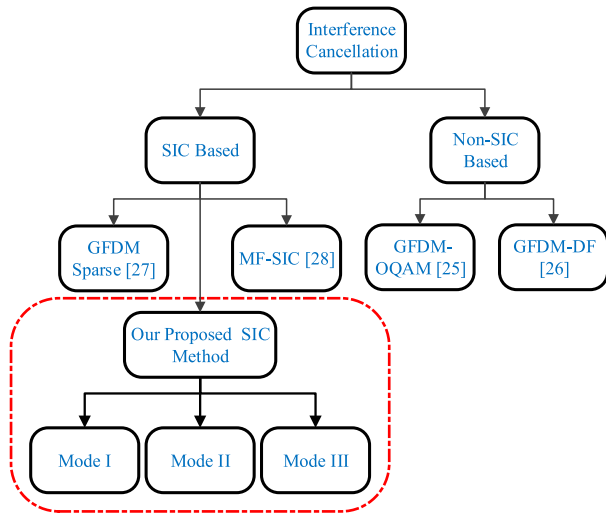 Interference
Cancellation
SIC Based
Non-SIC
Based
GFDM
Sparse [27]
MF-SIC [28]
GFDM-
OQAM [25]
GFDM-DF
[26]
Our Proposed SIC
Method
Mode I
Mode II
Mode III